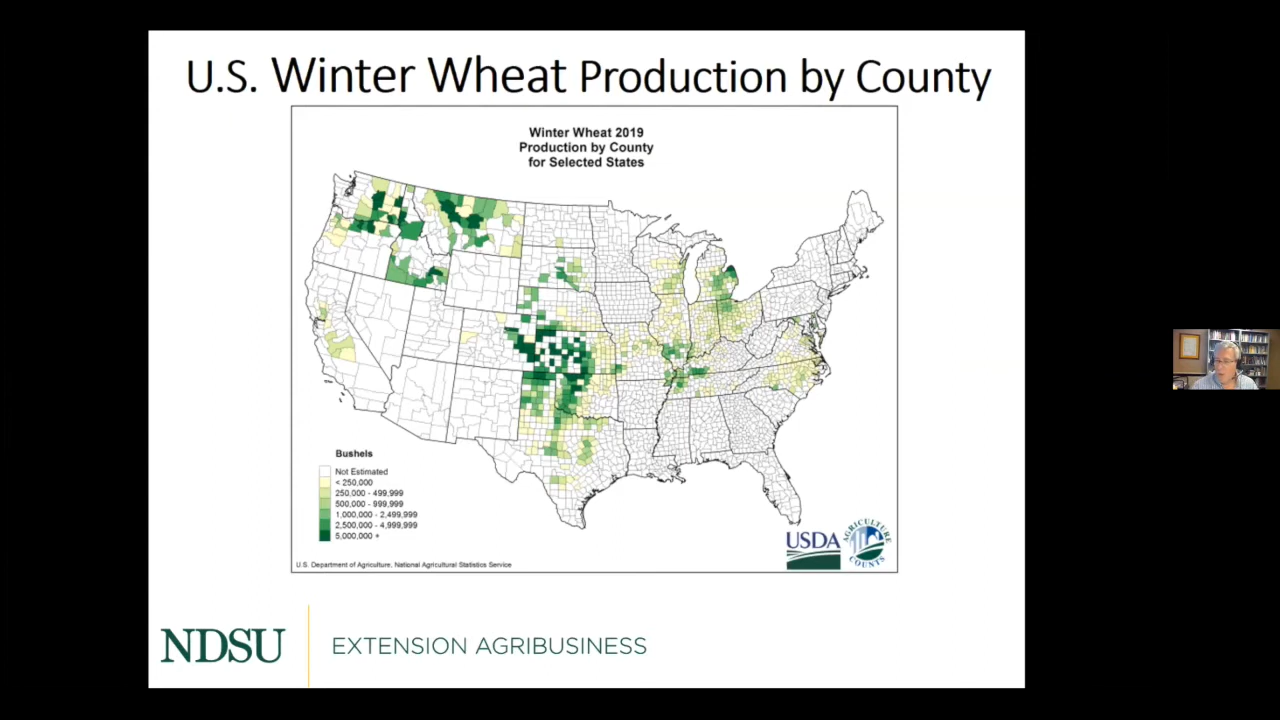 U.S. Winter Wheat Production by County
Winter Wheat 2019
Production by County
for Selected States
Bushels
Not Estimated
< 250,000
250,000 - 499,999
500,000 - 999,999
1,000,000 - 2,499,999
2,500,000 - 4,999,999
5,000,000 +
USDA
AGRICULTURE
COUNTS
U.S. Department of Agriculture, National Agricultural Statistics Service
NDSU
EXTENSION AGRIBUSINESS